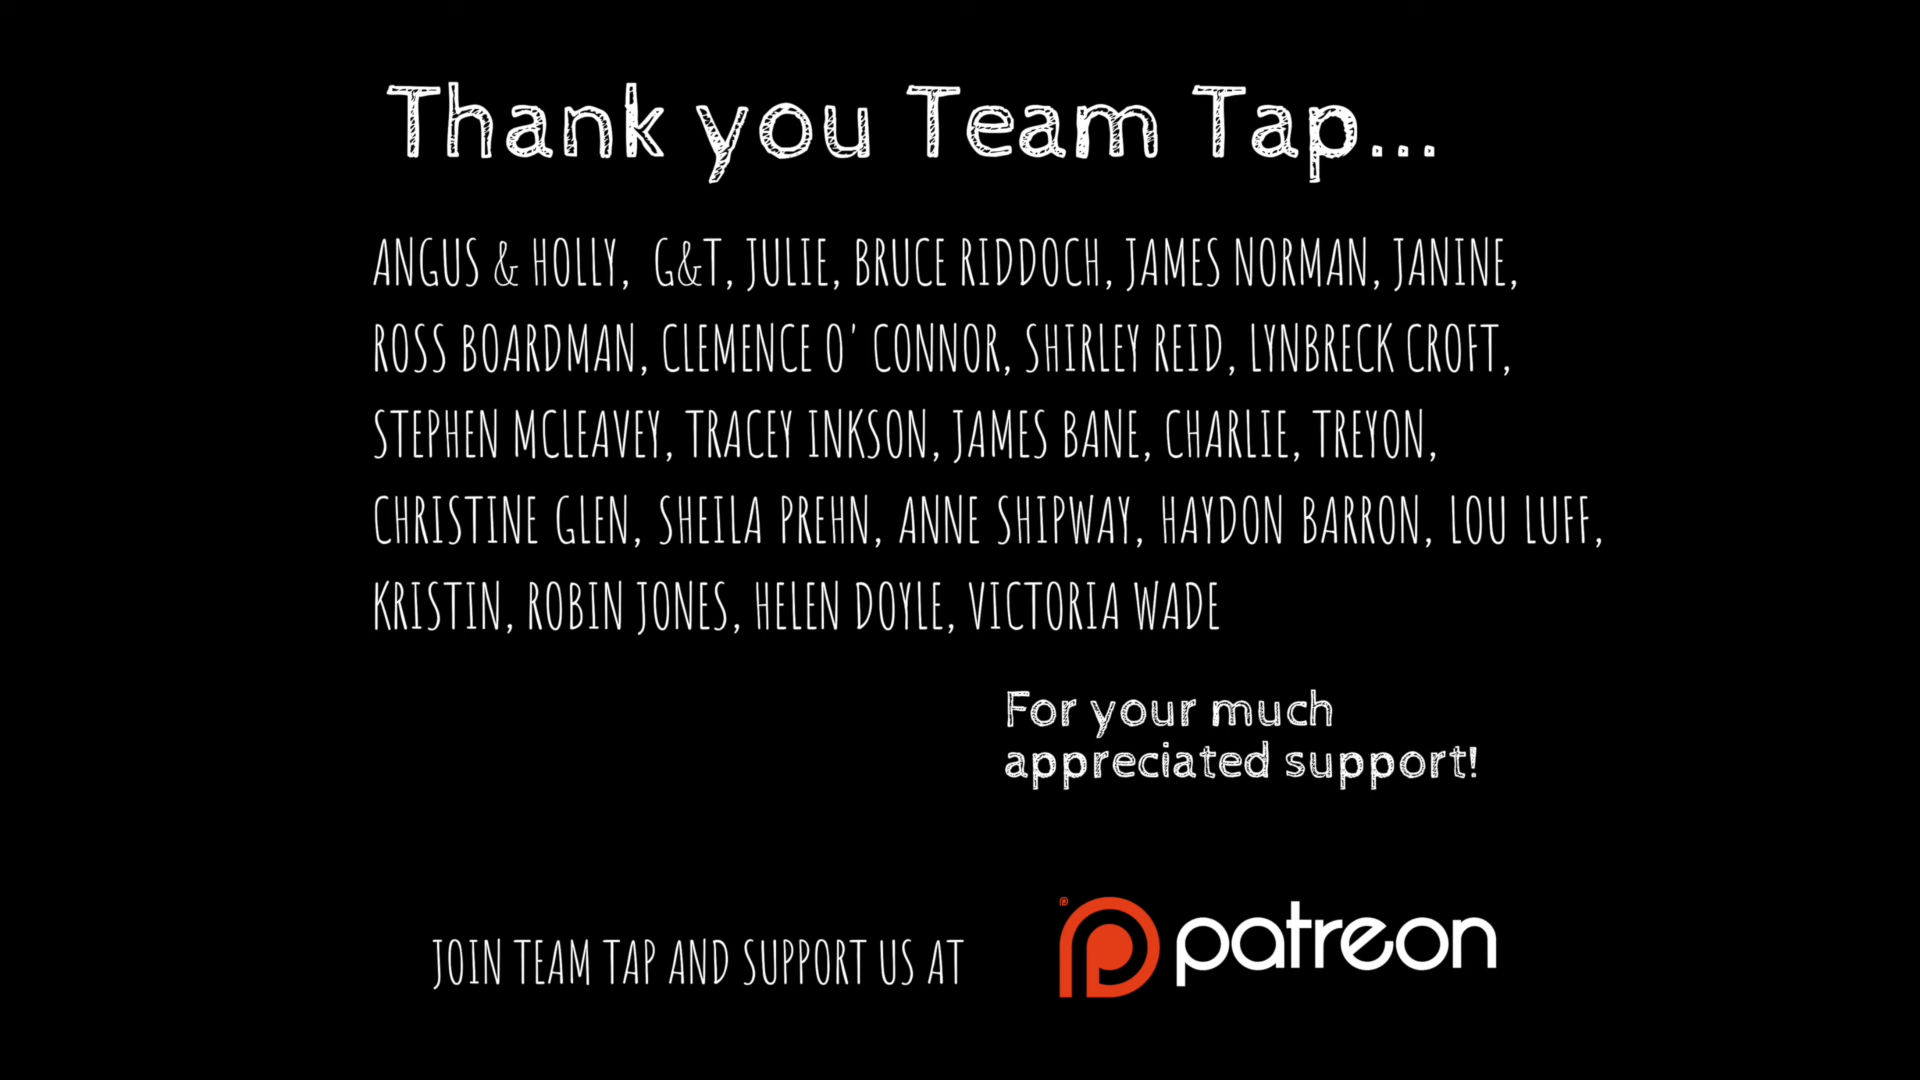 Thank you Team Tap...
ANGUS & HOLLY, G&T, JULIE, BRUCE RIDDOCH, JAMES NORMAN, JANINE,
ROSS BOARDMAN, CLEMENCE O' CONNOR, SHIRLEY REID, LYNBRECK CROFT,
STEPHEN MCLEAVEY, TRACEY INKSON, JAMES BANE, CHARLIE, TREYON,
CHRISTINE GLEN, SHEILA PREHN, ANNE SHIPWAY, HAYDON BARRON, LOU LUFF,
KRISTIN, ROBIN JONES, HELEN DOYLE, VICTORIA WADE
For your much
appreciated support!
JOIN TEAM TAP AND SUPPORT US AT
patreon